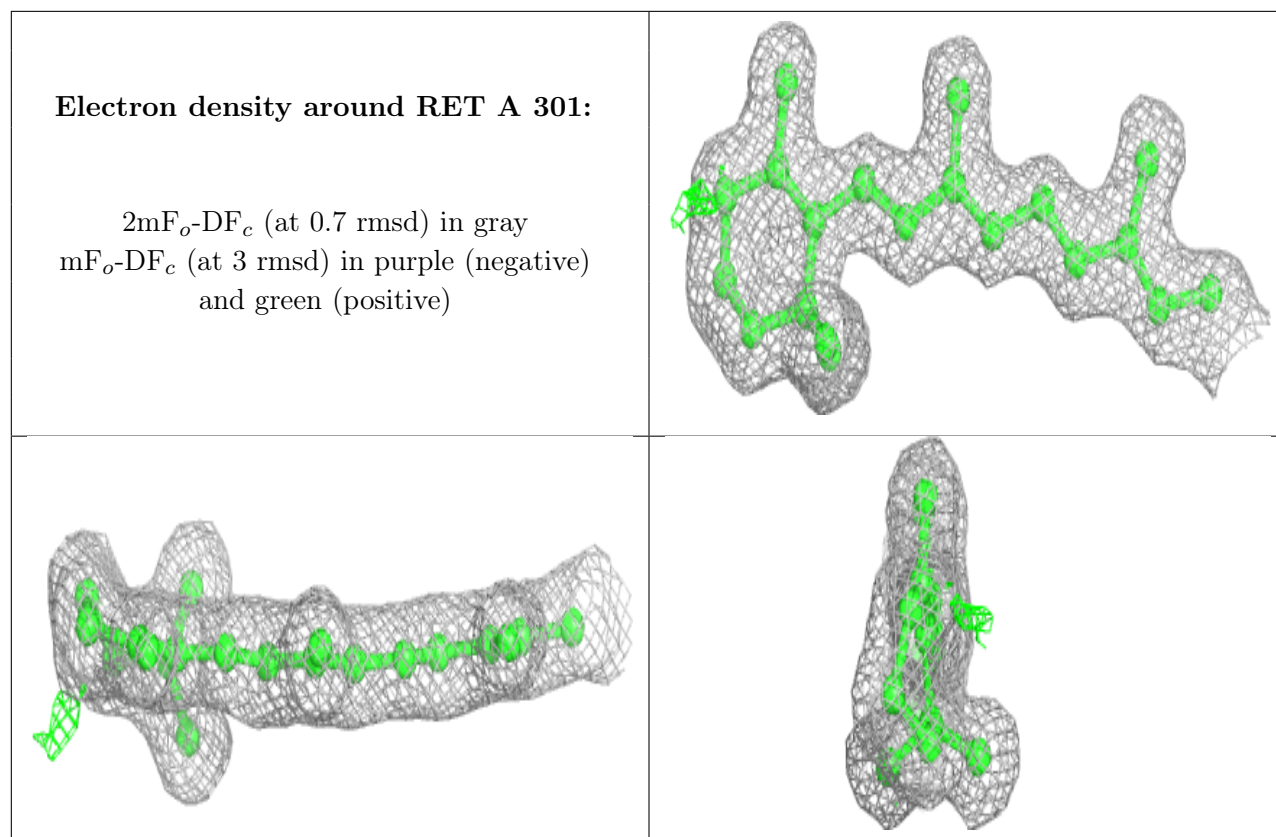 Electron density around RET A 301:
2mFo-DFc (at 0.7 rmsd) in gray
mFo-DFc (at 3 rmsd) in purple (negative)
and green (positive)